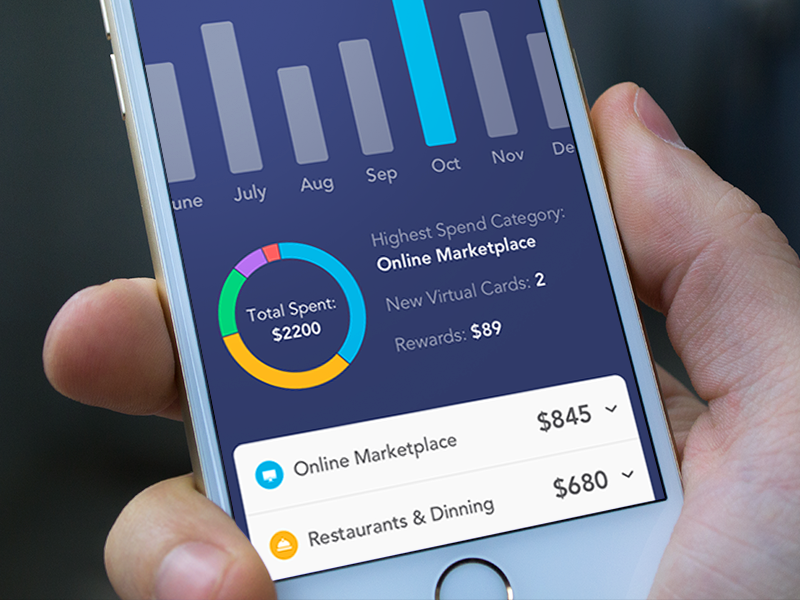 une July Aug Sep Oct Nov De
Highest Spend Category:
Online Marketplace
New Virtual Cards: 2
Rewards: $89
Total Spent:
$2200
Online Marketplace $845
Restaurants & Dinning $680